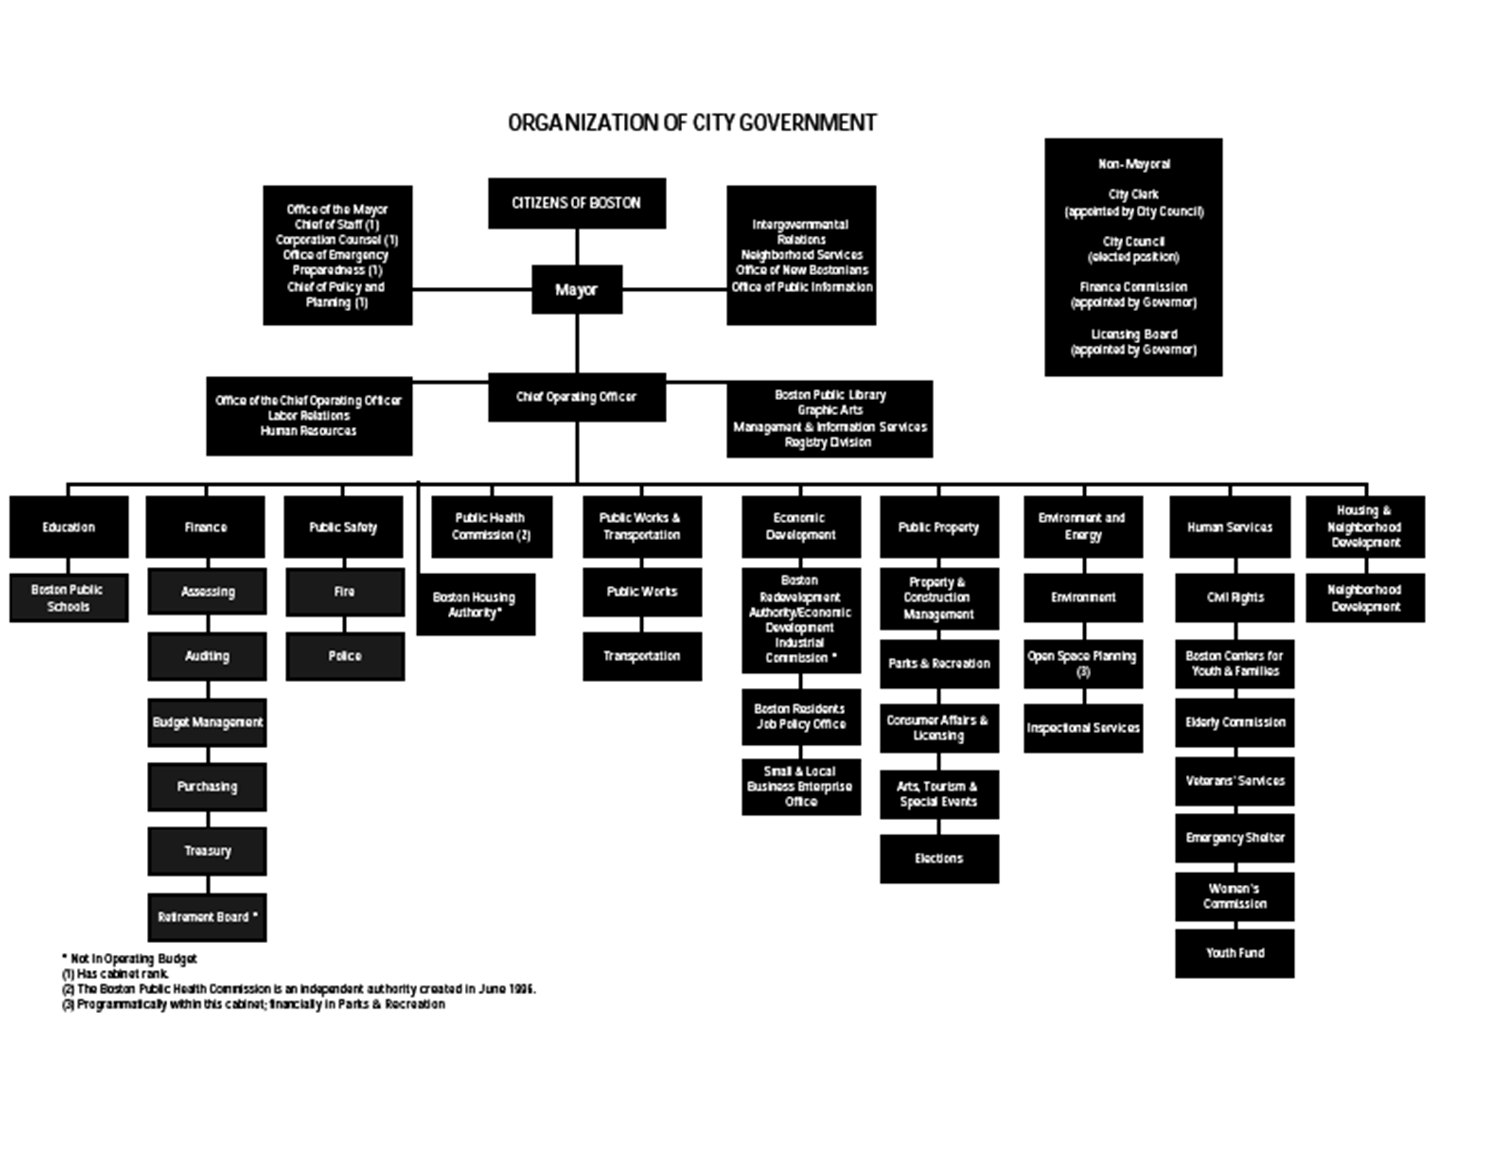 ORGANIZATION OF CITY GOVERNMENT
CITIZENS OF BOSTON
Office of the Mayor
Chief of Staff (1)
Corporation Counsel (1)
Office of Emergency
Preparedness (1)
Chief of Policy and
Planning (1)
Mayor
Intergovernmental
Relations
Neighborhood Services
Office of New Bostonians
Office of Public Information
Non-Mayoral
City Clerk
(appointed by City Council)
City Council
(elected position)
Finance Commission
(appointed by Governor)
Licensing Board
(appointed by Governor)
Office of the Chief Operating Officer
Labor Relations
Human Resources
Chief Operating Officer
Boston Public Library
Graphic Arts
Management & Information Services
Registry Division
Education
Boston Public
Schools
Finance
Assessing
Auditing
Budget Management
Purchasing
Treasury
Retirement Board *
Public Safety
Fire
Police
Public Health
Commission (2)
Boston Housing
Authority*
Public Works &
Transportation
Public Works
Transportation
Economic
Development
Boston
Redevelopment
Authority/Economic
Development
Industrial
Commission *
Boston Residents
Job Policy Office
Small & Local
Business Enterprise
Office
Public Property
Property &
Construction
Management
Parks & Recreation
Consumer Affairs &
Licensing
Arts, Tourism &
Special Events
Elections
Environment and
Energy
Environment
Open Space Planning
(3)
Inspectional Services
Human Services
Civil Rights
Boston Centers for
Youth & Families
Elderly Commission
Veterans' Services
Emergency Shelter
Women's
Commission
Youth Fund
Housing &
Neighborhood
Development
Neighborhood
Development
* Not in Operating Budget
(1) Has cabinet rank.
(2) The Boston Public Health Commission is an independent authority created in June 1996.
(3) Programmatically within this cabinet; financially in Parks & Recreation